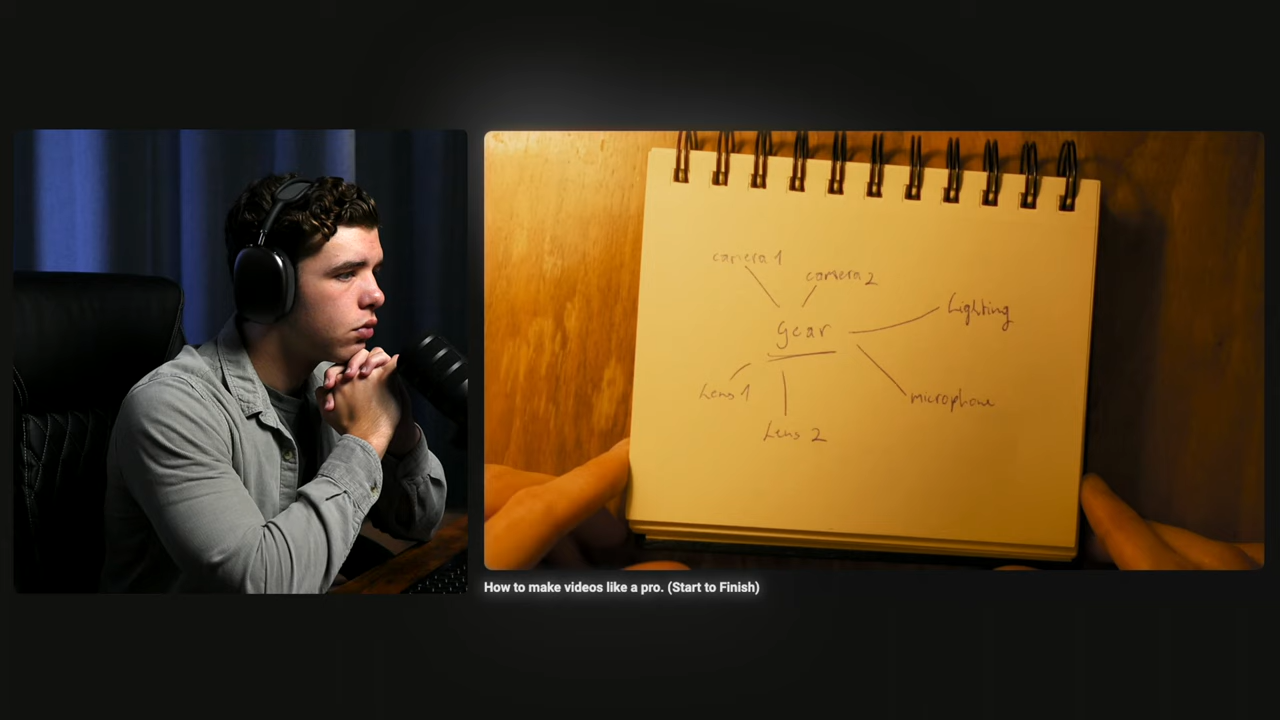 camera 1
camera 2
Lighting
gear
Lens 1
microphone
Lens 2
How to make videos like a pro. (Start to Finish)